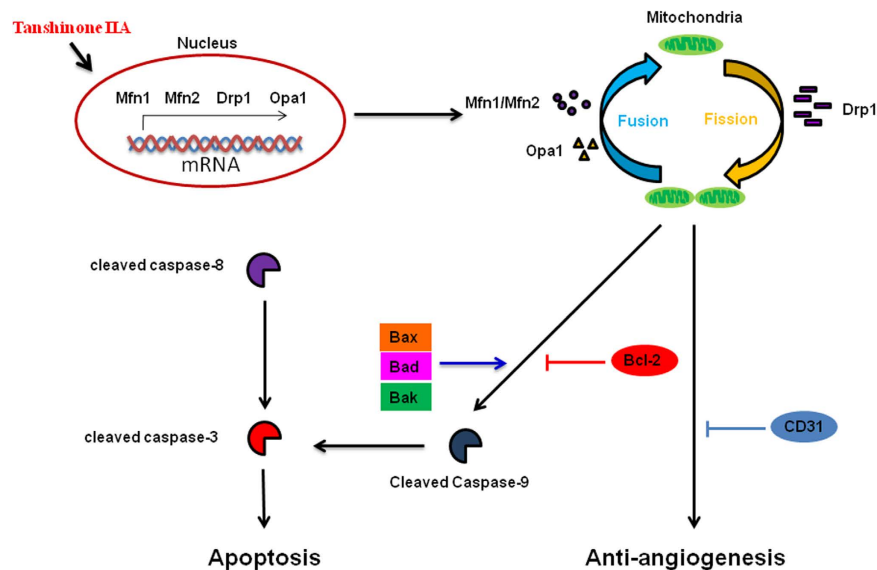 Tanshinone IIA
Nucleus
Mfn1 Mfn2 Drp1 Opa1
mRNA
Mitochondria
Mfn1/Mfn2
Opa1
Fusion
Fission
Drp1
cleaved caspase-8
Bax
Bad
Bak
Bcl-2
CD31
cleaved caspase-3
Cleaved Caspase-9
Apoptosis
Anti-angiogenesis